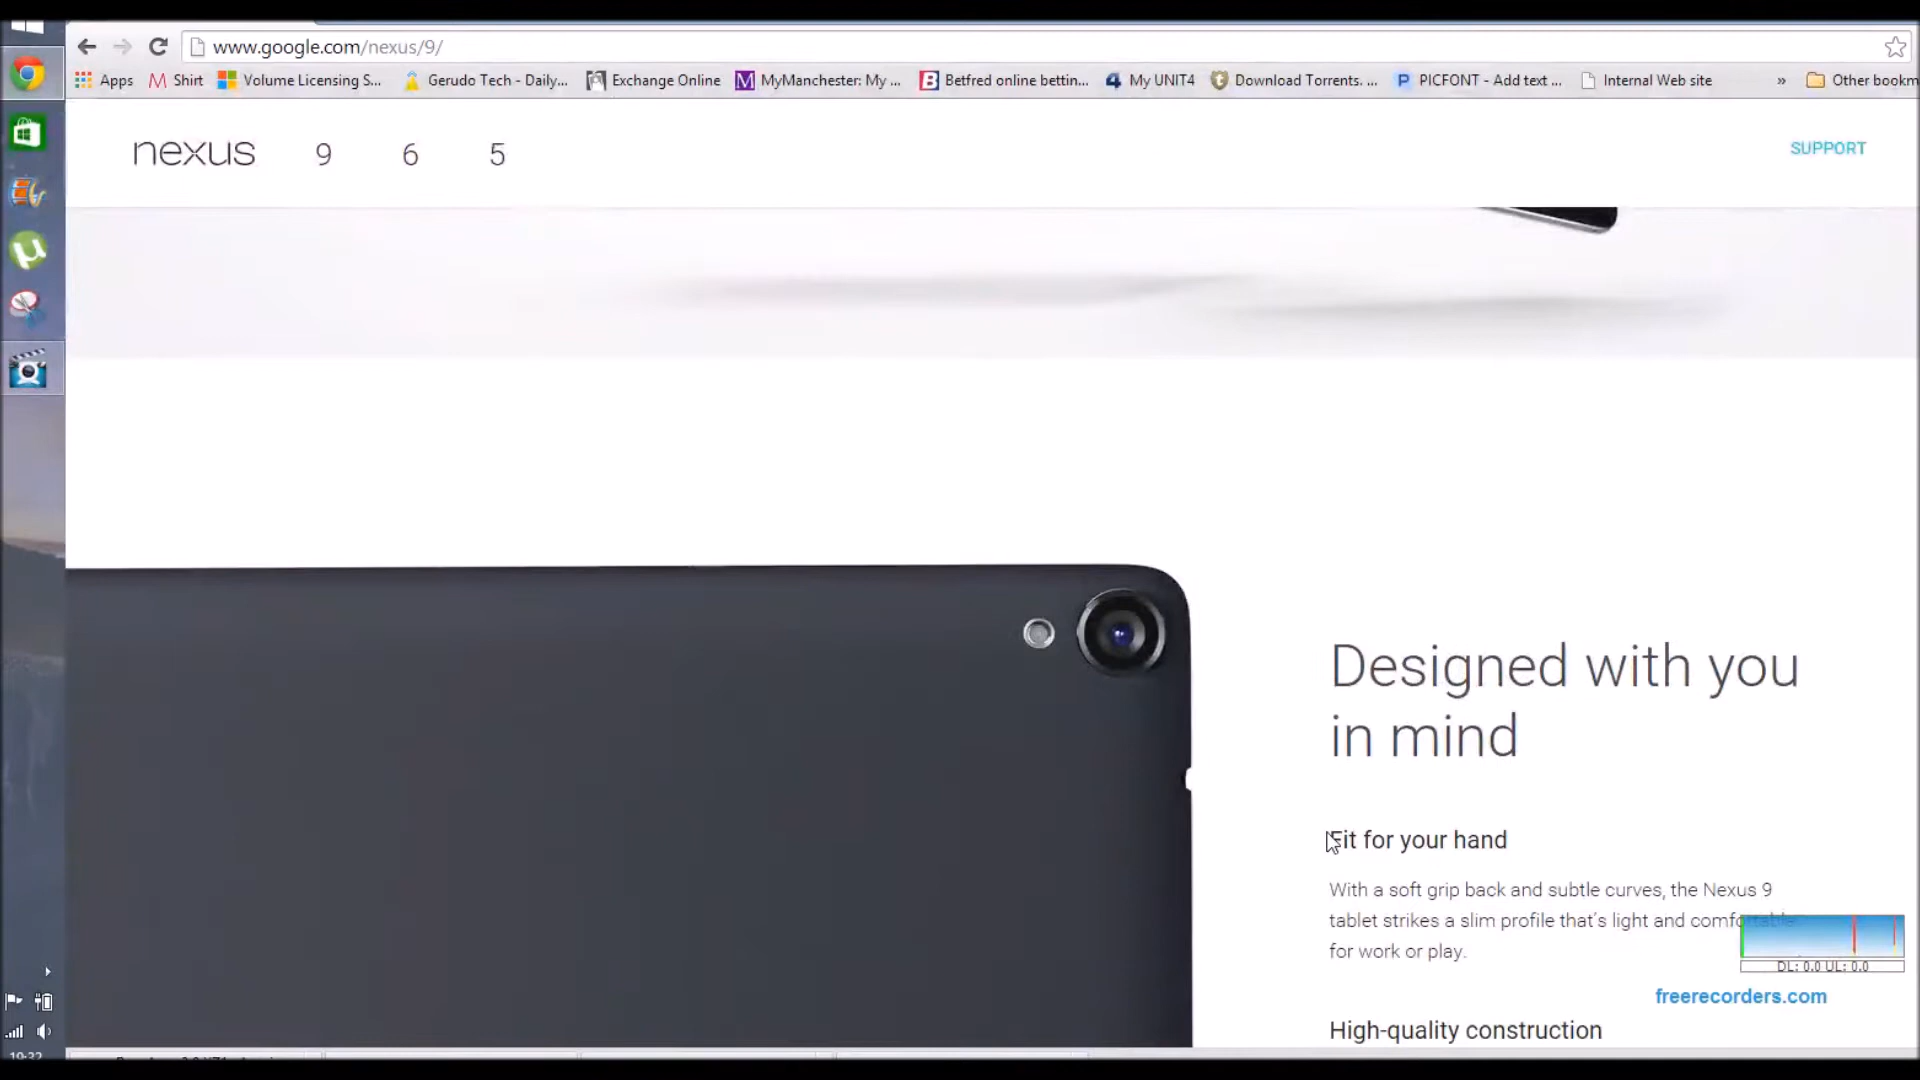 www.google.com/nexus/9/
Apps Shirt Volume Licensing S... Gerudo Tech - Daily... Exchange Online MyManchester: My ... Betfred online bettin... My UNIT4 Download Torrents. ... PICFONT - Add text ... Internal Web site » Other bookm
nexus 9 6 5 SUPPORT
Designed with you
in mind
Fit for your hand
With a soft grip back and subtle curves, the Nexus 9
tablet strikes a slim profile that's light and comfortable
for work or play.
DL: 0.0 UL: 0.0
freerecorders.com
High-quality construction
19:32